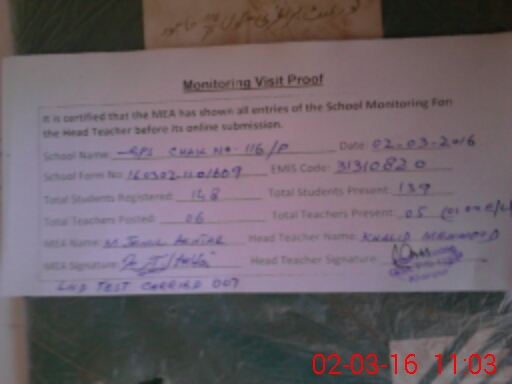 Monitoring Visit Proof
It is certified that the MEA has shown all entries of the School Monitoring Fon
the Head Teacher before its online submission.
School Name: GPS CHAK NO- 116/P Date: 02-03-2016
School Form No: EMIS Code: 31310820
Total Students Registered: Total Students Present: 139
Total Teachers Posted: 06 Total Teachers Present: 05
MEA Name: M JAMIL AKHTAR Head Teacher Name: KHALID MEHMOOD
MEA Signature: Head Teacher Signature:
LND TEST CARRIED OUT
02-03-16 11:03